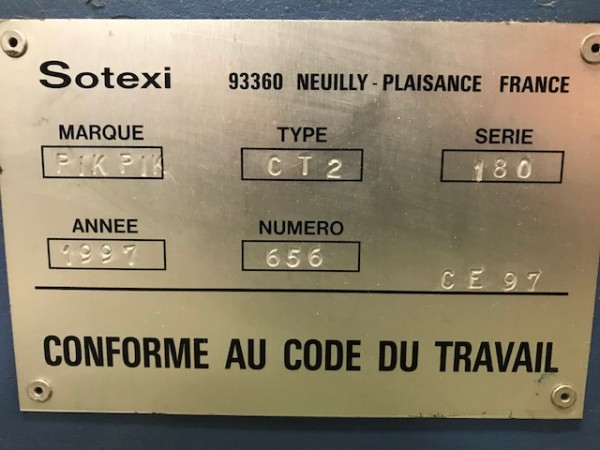 Sotexi 93360 NEUILLY-PLAISANCE FRANCE
MARQUE TYPE SERIE
PIK PIK CT2 180
ANNEE NUMERO
1997 656
CE 97
CONFORME AU CODE DU TRAVAIL